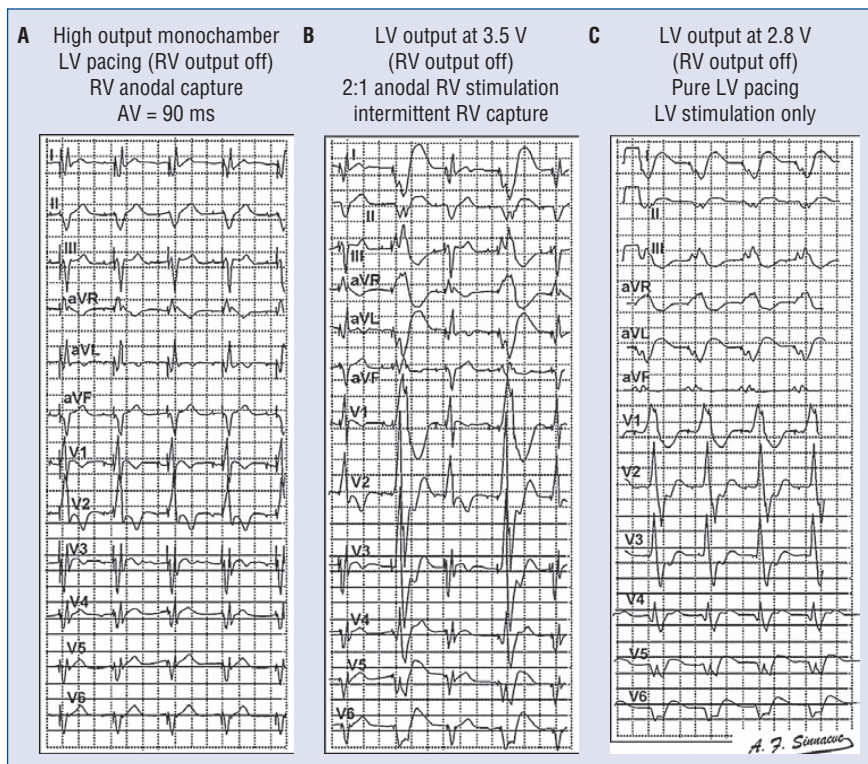 A High output monochamber
LV pacing (RV output off)
RV anodal capture
AV = 90 ms
B LV output at 3.5 V
(RV output off)
2:1 anodal RV stimulation
intermittent RV capture
C LV output at 2.8 V
(RV output off)
Pure LV pacing
LV stimulation only
I
II
III
aVR
aVL
aVF
V1
V2
V3
V4
V5
V6
I
II
III
aVR
aVL
aVF
V1
V2
V3
V4
V5
V6
I
II
III
aVR
aVL
aVF
V1
V2
V3
V4
V5
V6
A. F. Sinnaeve